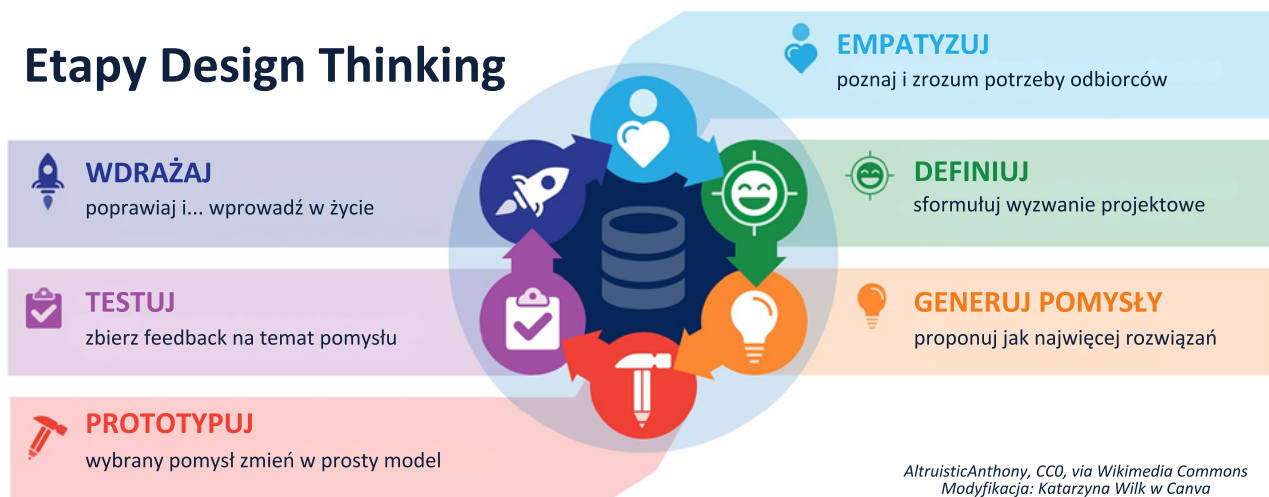 Etapy Design Thinking
EMPATYZUJ
poznaj i zrozum potrzeby odbiorców
DEFINIUJ
sformułuj wyzwanie projektowe
GENERUJ POMYSŁY
proponuj jak najwięcej rozwiązań
PROTOTYPUJ
wybrany pomysł zmień w prosty model
TESTUJ
zbierz feedback na temat pomysłu
WDRAŻAJ
poprawiaj i... wprowadź w życie
AltruisticAnthony, CC0, via Wikimedia Commons
Modyfikacja: Katarzyna Wilk w Canva